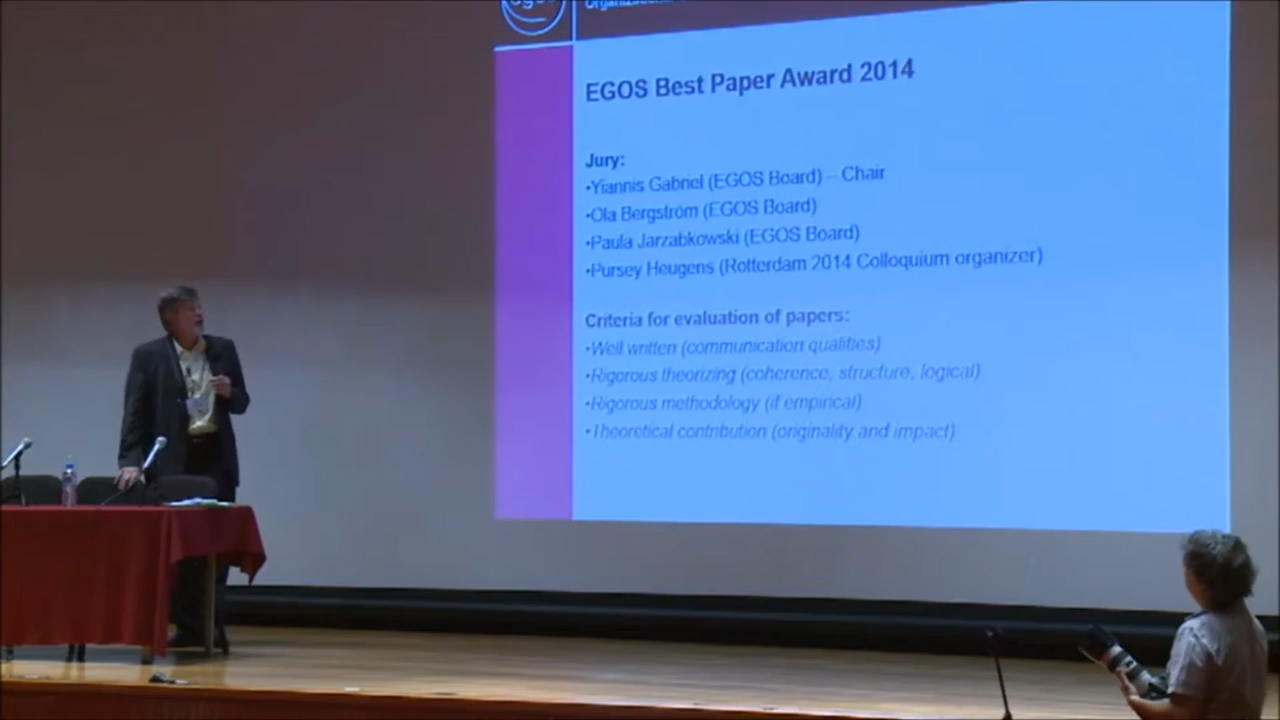 egos
EGOS Best Paper Award 2014
Jury:
•Yiannis Gabriel (EGOS Board) – Chair
•Ola Bergström (EGOS Board)
•Paula Jarzabkowski (EGOS Board)
•Pursey Heugens (Rotterdam 2014 Colloquium organizer)
Criteria for evaluation of papers:
•Well written (communication qualities)
•Rigorous theorizing (coherence, structure, logical)
•Rigorous methodology (if empirical)
•Theoretical contribution (originality and impact)